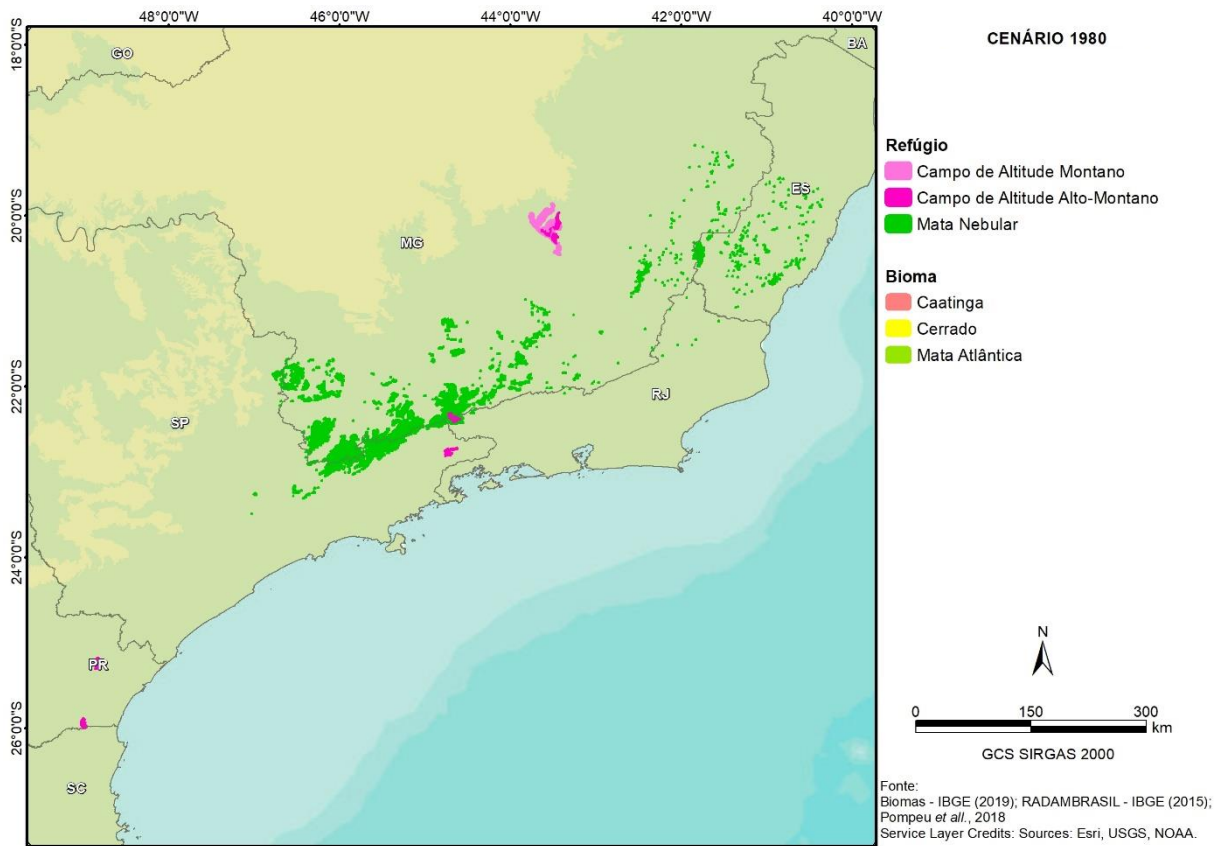 48°0'0"W
46°0'0"W
44°0'0"W
42°0'0"W
40°0'0"W
18°0'0"S
20°0'0"S
22°0'0"S
24°0'0"S
26°0'0"S
GO
BA
ES
MG
RJ
SP
PR
SC
CENÁRIO 1980
Refúgio
Campo de Altitude Montano
Campo de Altitude Alto-Montano
Mata Nebular
Bioma
Caatinga
Cerrado
Mata Atlântica
N
0 150 300
km
GCS SIRGAS 2000
Fonte:
Biomas - IBGE (2019); RADAMBRASIL - IBGE (2015);
Pompeu et all., 2018
Service Layer Credits: Sources: Esri, USGS, NOAA.